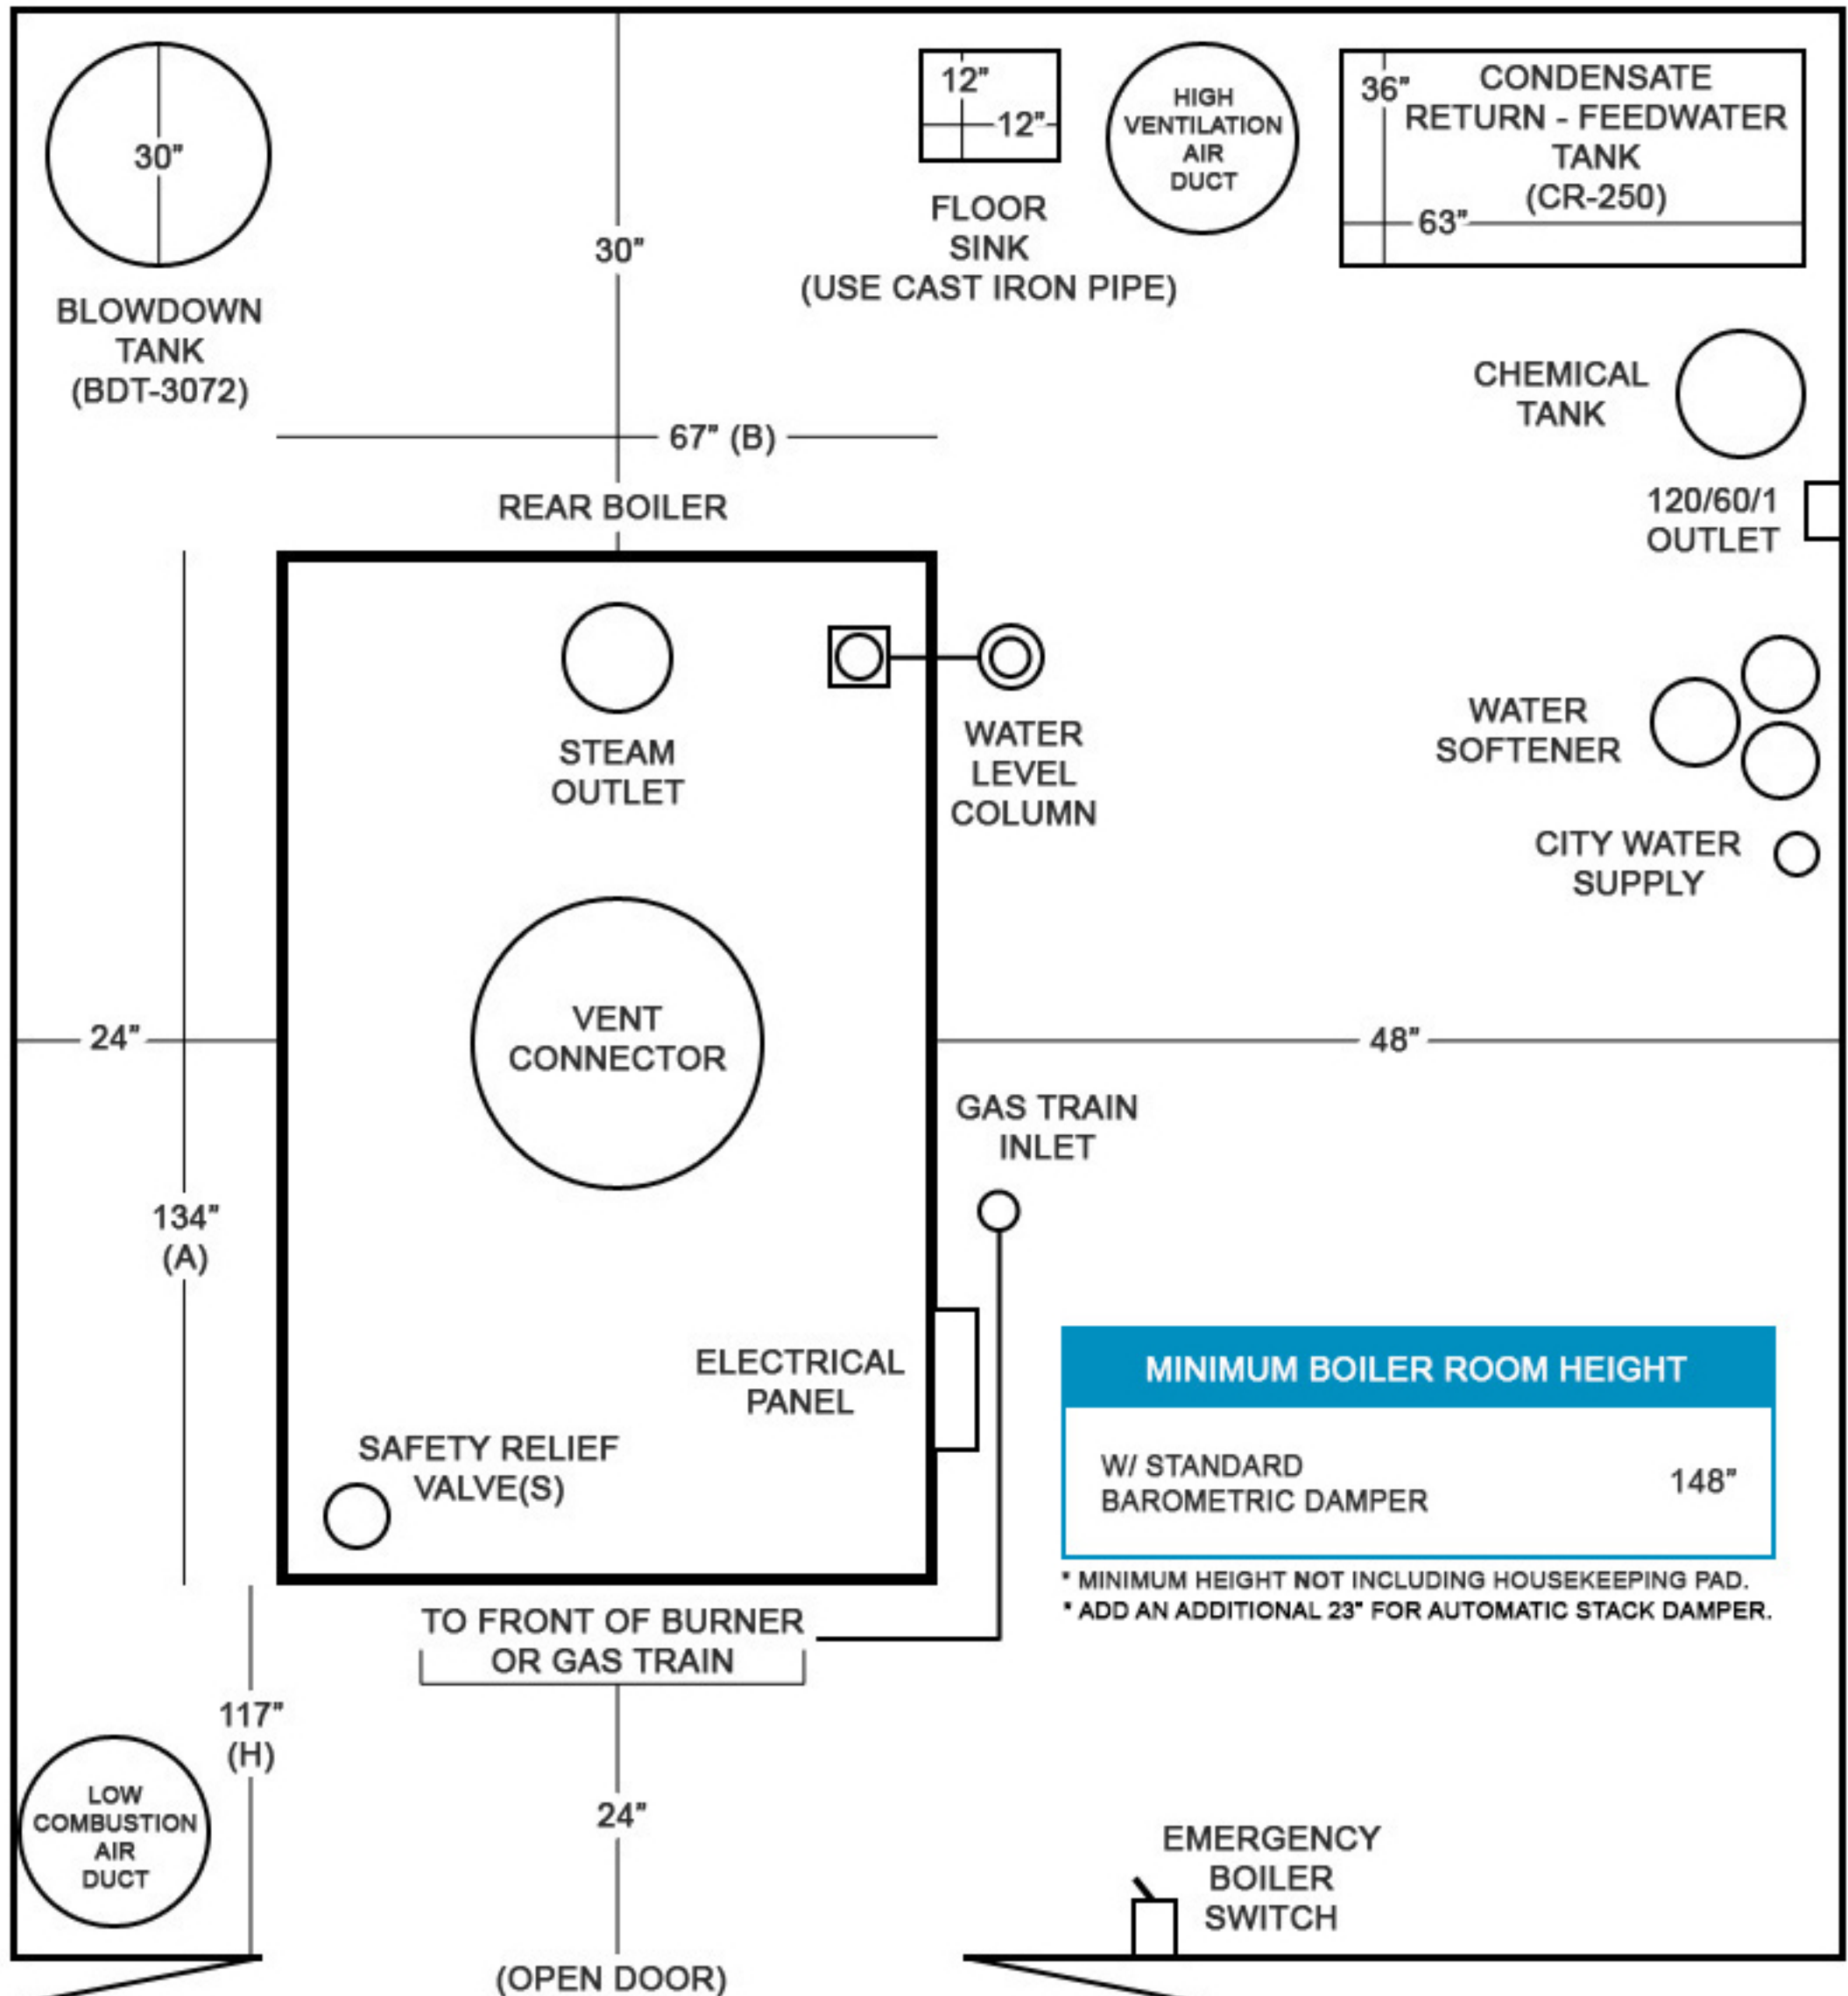 30”
BLOWDOWN
TANK
(BDT-3072)
30”
12”
12”
FLOOR
SINK
(USE CAST IRON PIPE)
HIGH
VENTILATION
AIR
DUCT
36”
CONDENSATE
RETURN - FEEDWATER
TANK
(CR-250)
63”
CHEMICAL
TANK
120/60/1
OUTLET
67” (B)
REAR BOILER
STEAM
OUTLET
WATER
LEVEL
COLUMN
WATER
SOFTENER
CITY WATER
SUPPLY
24”
VENT
CONNECTOR
48”
GAS TRAIN
INLET
134”
(A)
ELECTRICAL
PANEL
SAFETY RELIEF
VALVE(S)
MINIMUM BOILER ROOM HEIGHT
W/ STANDARD
BAROMETRIC DAMPER
148”
* MINIMUM HEIGHT NOT INCLUDING HOUSEKEEPING PAD.
* ADD AN ADDITIONAL 23” FOR AUTOMATIC STACK DAMPER.
TO FRONT OF BURNER
OR GAS TRAIN
117”
(H)
LOW
COMBUSTION
AIR
DUCT
24”
EMERGENCY
BOILER
SWITCH
(OPEN DOOR)